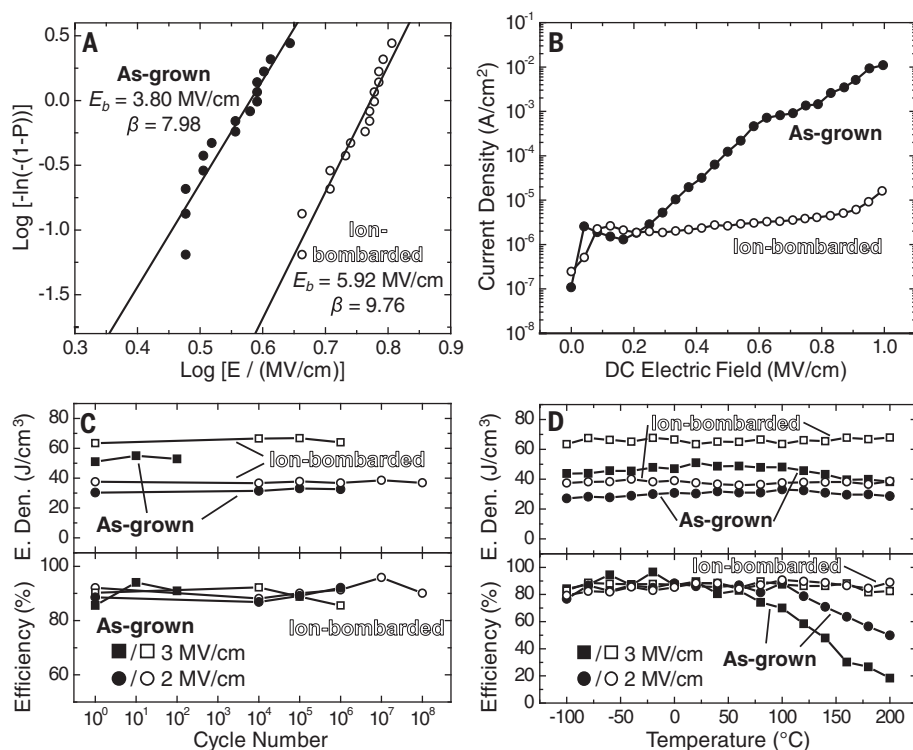 A
As-grown
E_b = 3.80 MV/cm
β = 7.98
Ion-
bombarded
E_b = 5.92 MV/cm
β = 9.76
Log [-ln(-(1-P))]
0.5
0.0
-0.5
-1.0
-1.5
0.3 0.4 0.5 0.6 0.7 0.8 0.9
Log [E / (MV/cm)]
B
As-grown
Ion-bombarded
Current Density (A/cm²)
10⁻¹
10⁻²
10⁻³
10⁻⁴
10⁻⁵
10⁻⁶
10⁻⁷
10⁻⁸
0.0 0.2 0.4 0.6 0.8 1.0
DC Electric Field (MV/cm)
C
E. Den. (J/cm³)
80
60
40
20
0
Ion-bombarded
As-grown
Efficiency (%)
100
80
60
As-grown
Ion-bombarded
■/□ 3 MV/cm
●/○ 2 MV/cm
10⁰ 10¹ 10² 10⁴ 10⁵ 10⁶ 10⁷ 10⁸
Cycle Number
D
E. Den. (J/cm³)
80
60
40
20
0
Ion-bombarded
As-grown
Efficiency (%)
100
80
60
40
20
0
Ion-bombarded
As-grown
■/□ 3 MV/cm
●/○ 2 MV/cm
-100 -50 0 50 100 150 200
Temperature (°C)